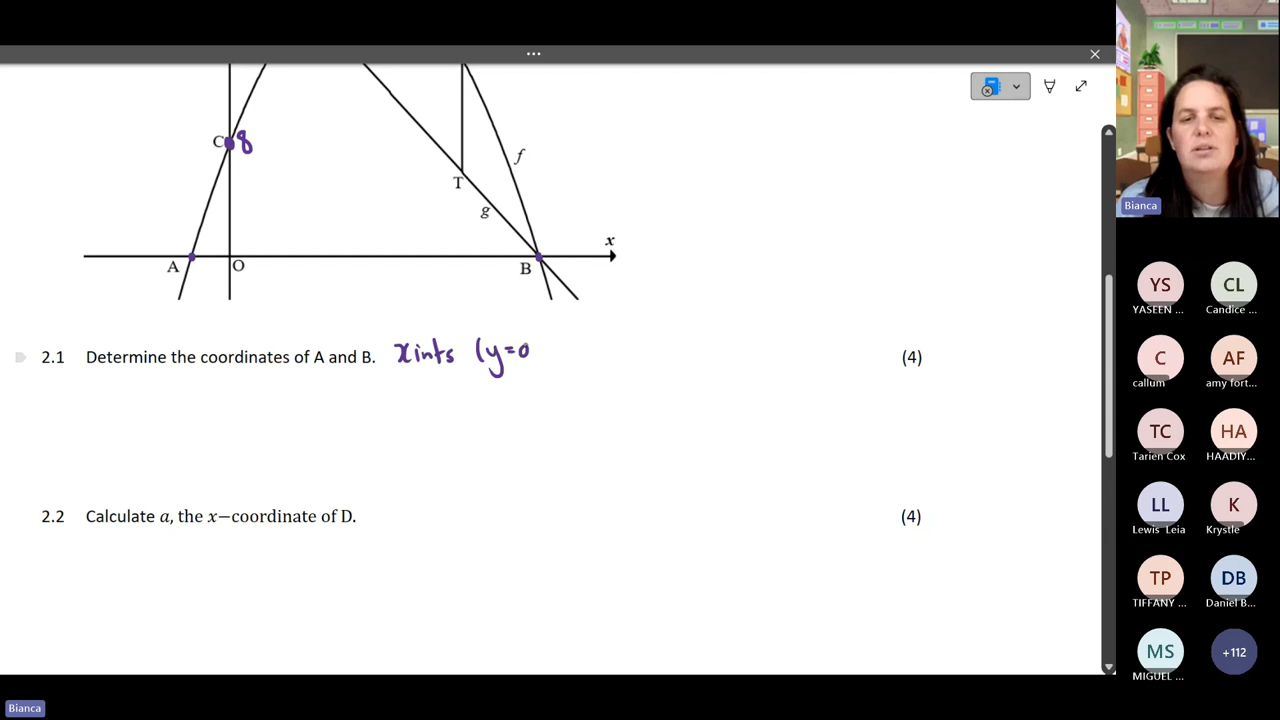 ...
C 8
f
T
g
x
A O B
2.1 Determine the coordinates of A and B. x ints (y=0 (4)
2.2 Calculate a, the x−coordinate of D. (4)
Bianca
YS CL
YASEEN ... Candice ...
C AF
callum amy fort...
TC HA
Tarien Cox HAADIY...
LL K
Lewis Leia Krystle
TP DB
TIFFANY ... Daniel B...
MS +112
MIGUEL ...
Bianca